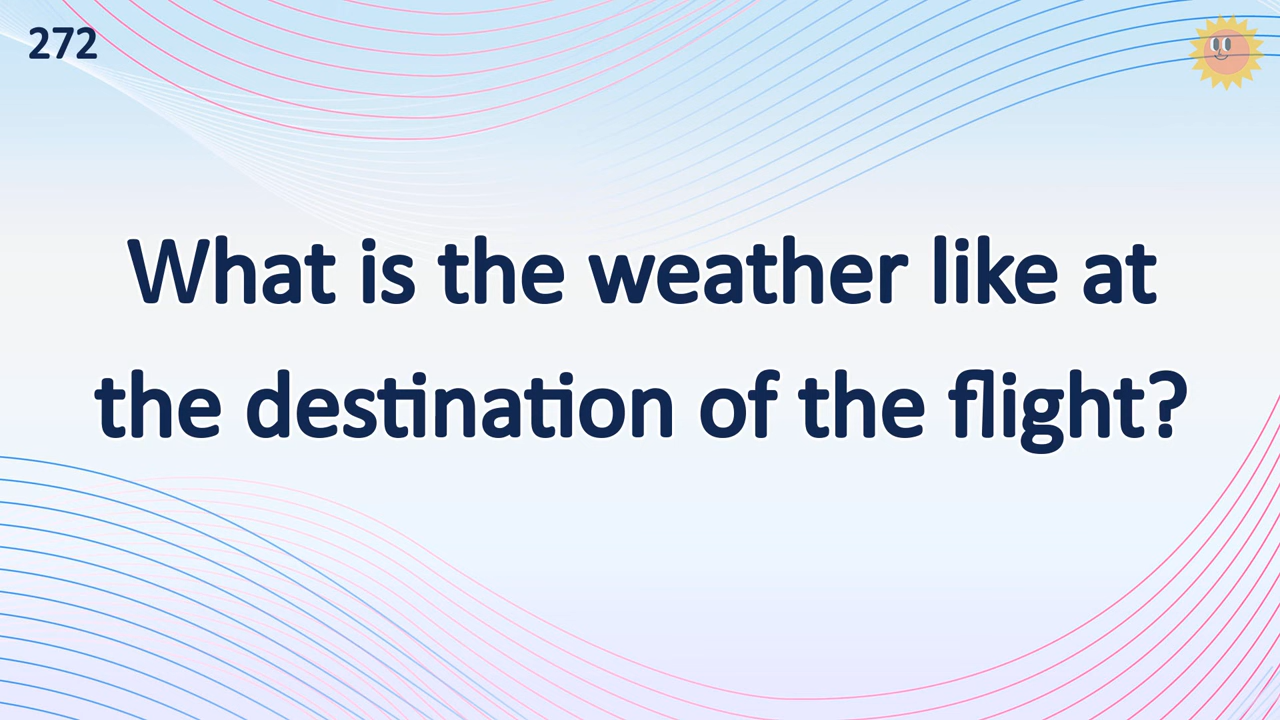 272
What is the weather like at
the destination of the flight?